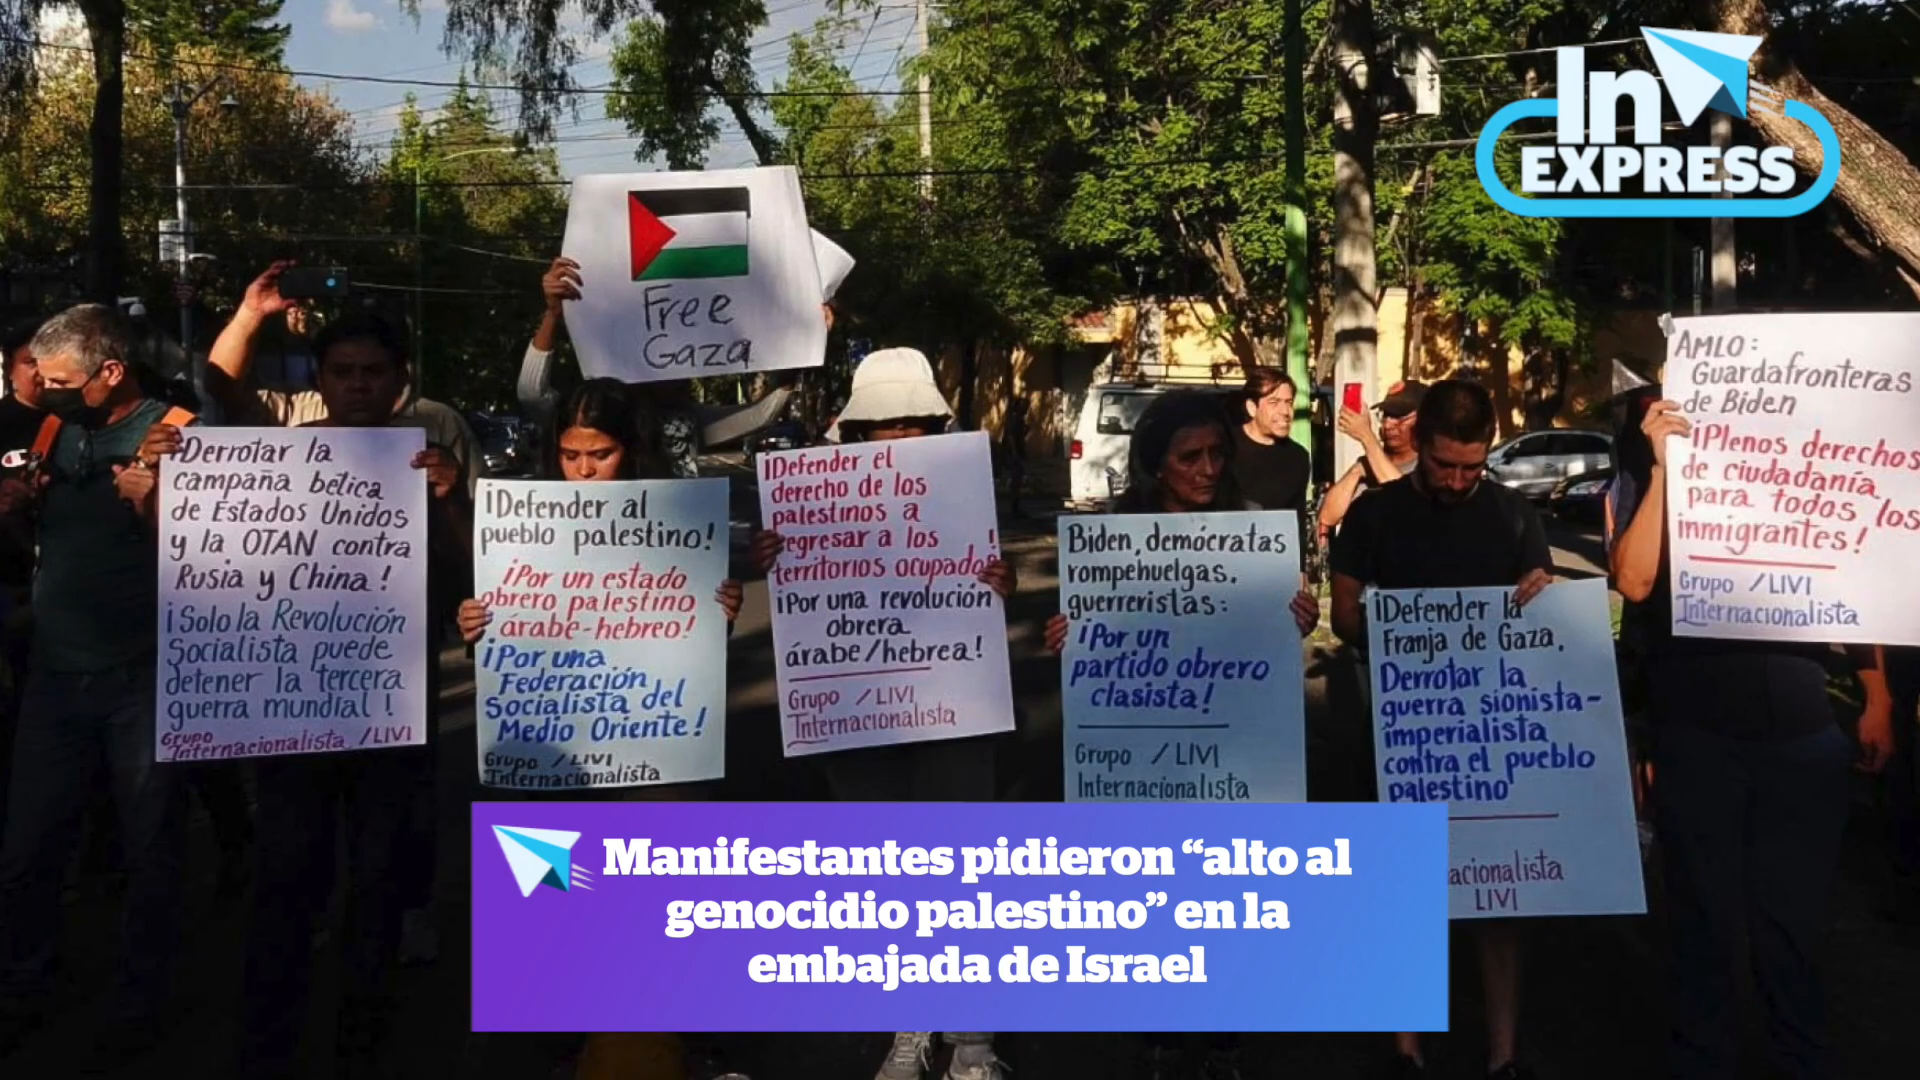 In
EXPRESS
Free
Gaza
¡Derrotar la
campaña bélica
de Estados Unidos
y la OTAN contra
Rusia y China!
¡Solo la Revolución
Socialista puede
detener la tercera
guerra mundial!
Grupo
Internacionalista /LIVI
¡Defender al
pueblo palestino!
¡Por un estado
obrero palestino
árabe-hebreo!
¡Por una
Federación
Socialista del
Medio Oriente!
Grupo /LIVI
Internacionalista
¡Defender el
derecho de los
palestinos a
regresar a los
territorios ocupados!
¡Por una revolución
obrera
árabe/hebrea!
Grupo /LIVI
Internacionalista
Biden, demócratas
rompehuelgas,
guerreristas:
¡Por un
partido obrero
clasista!
Grupo /LIVI
Internacionalista
¡Defender la
Franja de Gaza.
Derrotar la
guerra sionista-
imperialista
contra el pueblo
palestino
acionalista
LIVI
AMLO:
Guardafronteras
de Biden
¡Plenos derechos
de ciudadanía
para todos los
inmigrantes!
Grupo /LIVI
Internacionalista
Manifestantes pidieron “alto al
genocidio palestino” en la
embajada de Israel